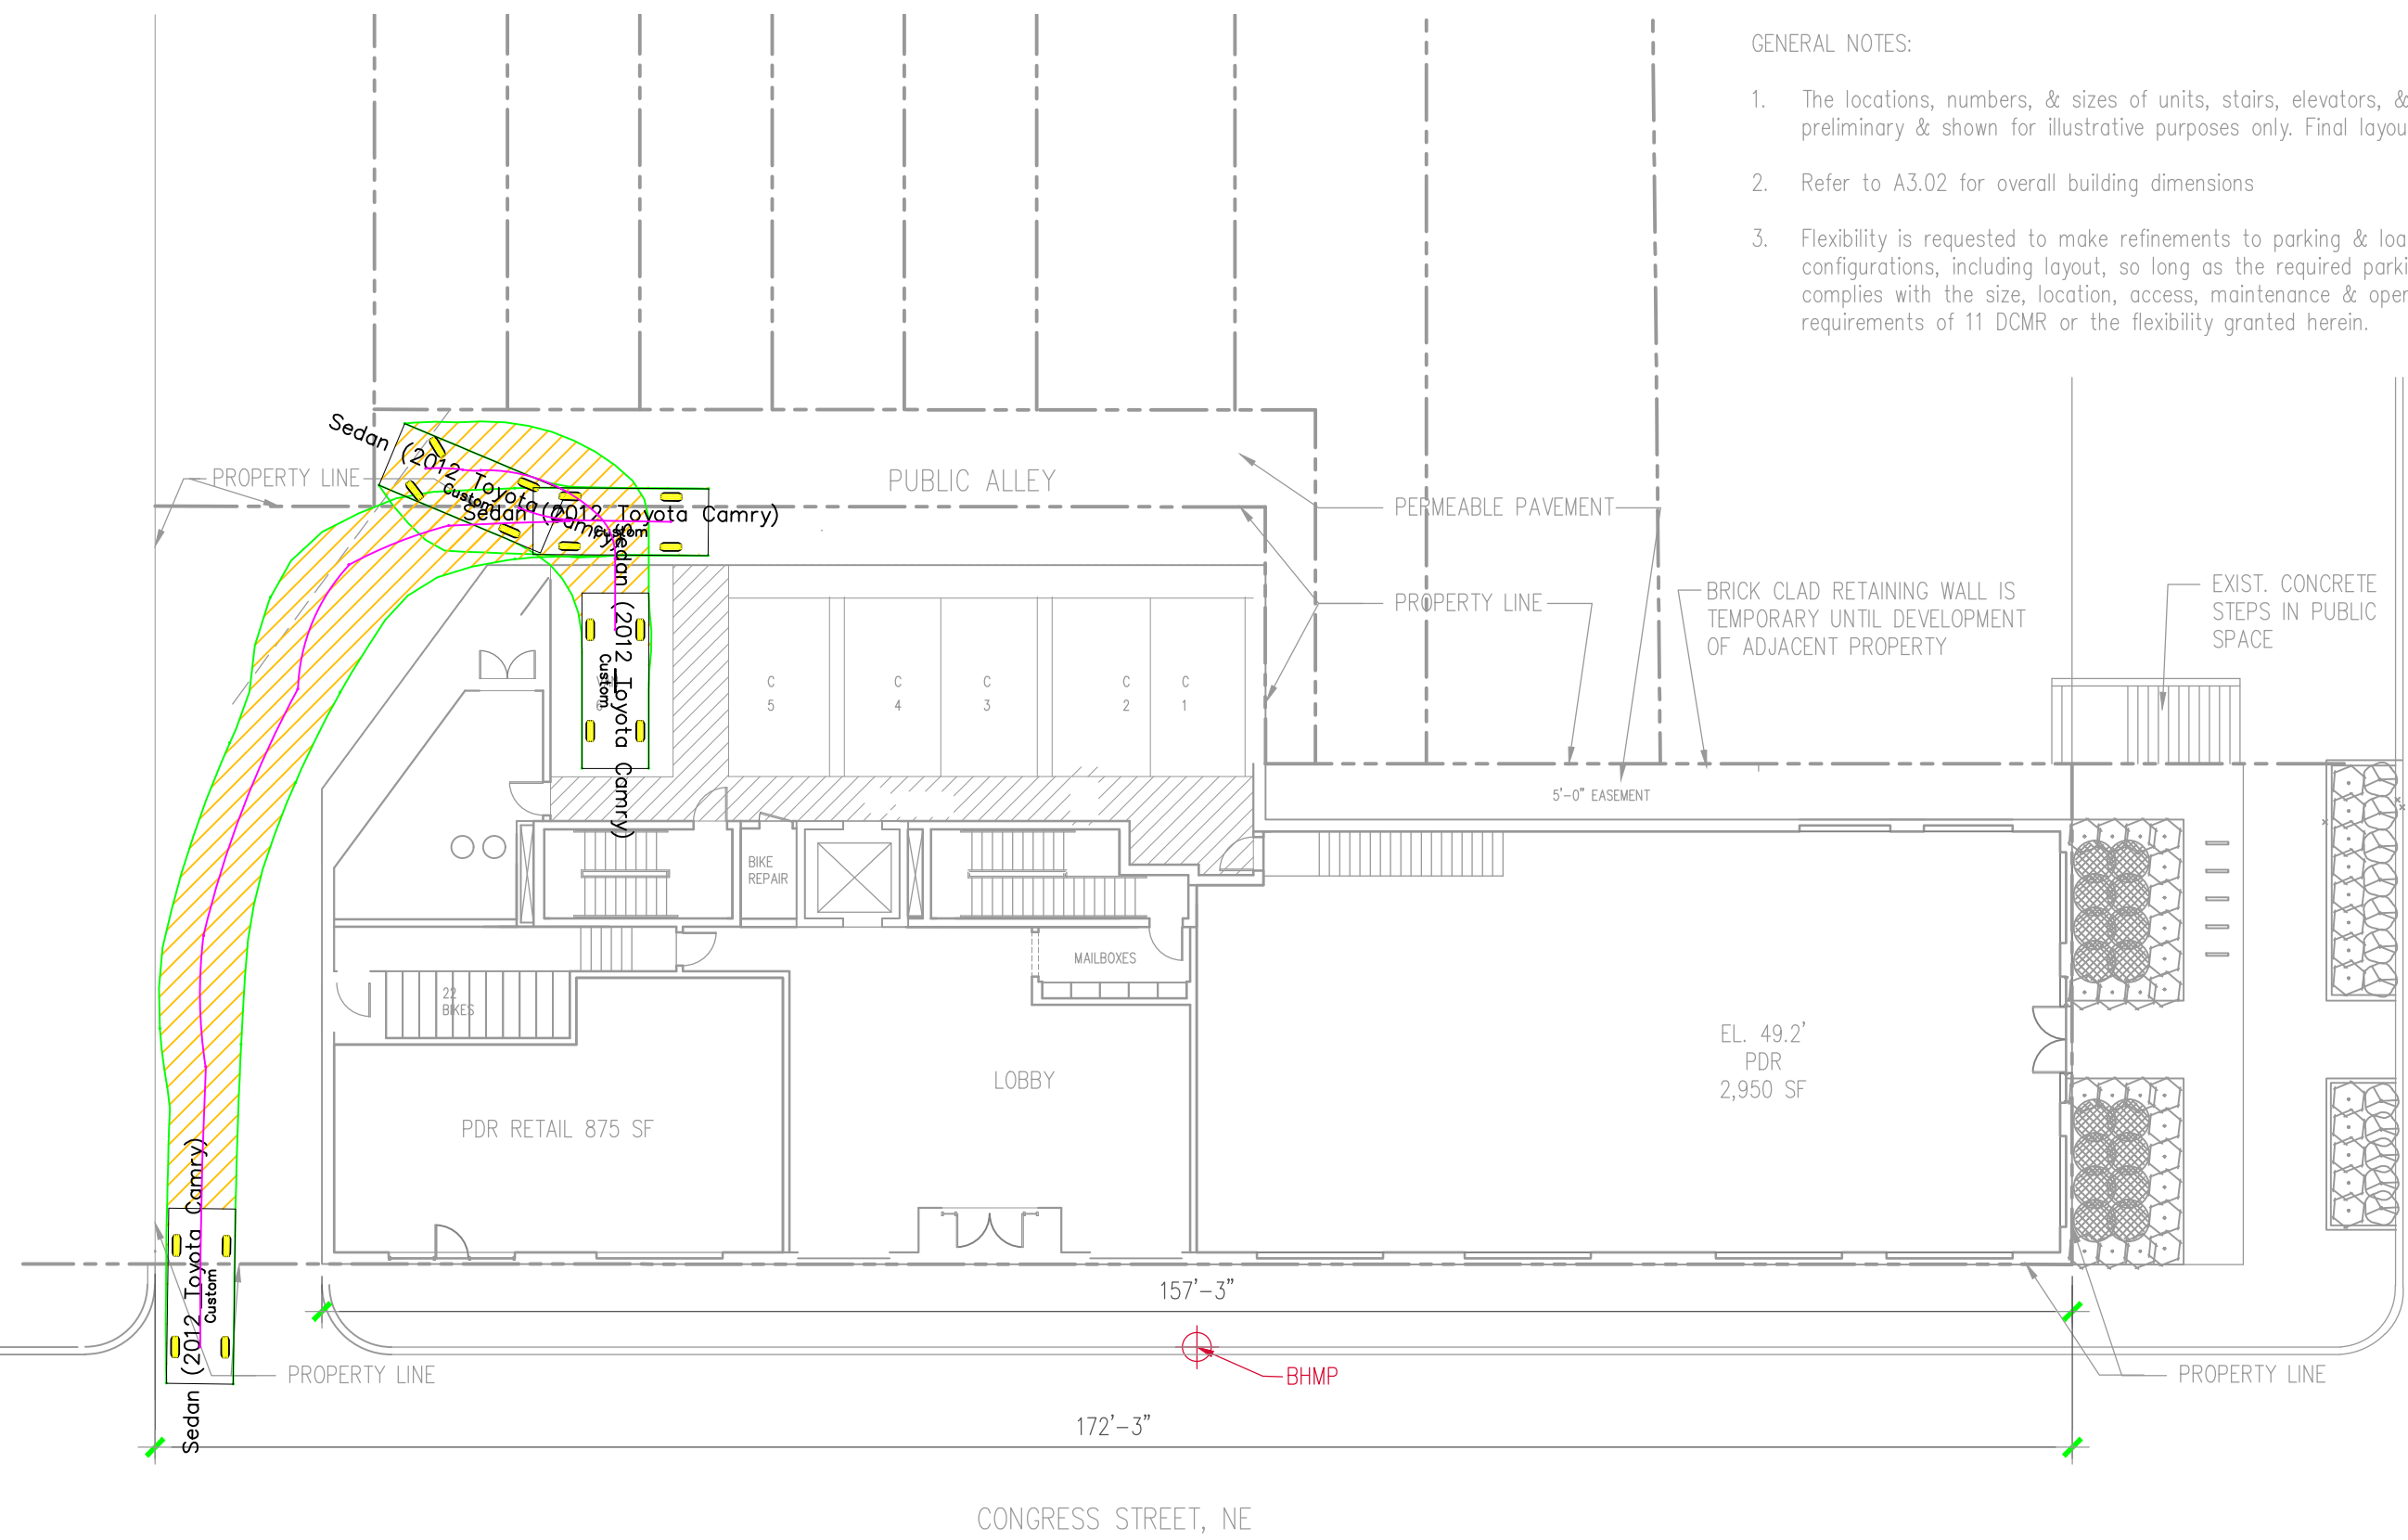 GENERAL NOTES:
1. The locations, numbers, & sizes of units, stairs, elevators, &
preliminary & shown for illustrative purposes only. Final layou
2. Refer to A3.02 for overall building dimensions
3. Flexibility is requested to make refinements to parking & loa
configurations, including layout, so long as the required parki
complies with the size, location, access, maintenance & oper
requirements of 11 DCMR or the flexibility granted herein.
Sedan (2012 Toyota Camry)
Custom
PROPERTY LINE
PUBLIC ALLEY
PERMEABLE PAVEMENT
Sedan (2012 Toyota Camry)
Custom
Sedan (2012 Toyota Camry)
Custom
PROPERTY LINE
BRICK CLAD RETAINING WALL IS
TEMPORARY UNTIL DEVELOPMENT
OF ADJACENT PROPERTY
EXIST. CONCRETE
STEPS IN PUBLIC
SPACE
6
C
5
C
4
C
3
C
2
C
1
5'-0" EASEMENT
BIKE
REPAIR
MAILBOXES
22
BIKES
EL. 49.2'
PDR
2,950 SF
LOBBY
PDR RETAIL 875 SF
Sedan (2012 Toyota Camry)
Custom
157'-3"
PROPERTY LINE
BHMP
PROPERTY LINE
172'-3"
CONGRESS STREET, NE